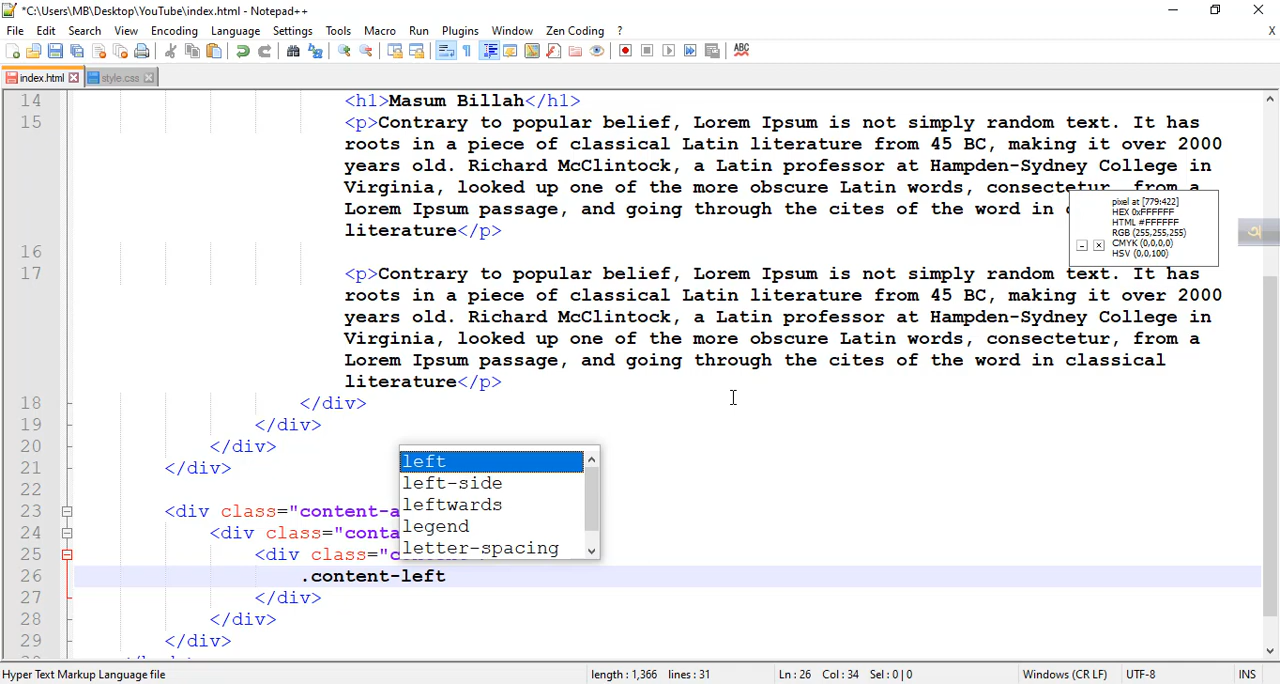 *C:\Users\MB\Desktop\YouTube\index.html - Notepad++
File Edit Search View Encoding Language Settings Tools Macro Run Plugins Window Zen Coding ? X
ABC
index.html style.css
14 <h1>Masum Billah</h1>
15 <p>Contrary to popular belief, Lorem Ipsum is not simply random text. It has
roots in a piece of classical Latin literature from 45 BC, making it over 2000
years old. Richard McClintock, a Latin professor at Hampden-Sydney College in
Virginia, looked up one of the more obscure Latin words, consectetur, from a
Lorem Ipsum passage, and going through the cites of the word in
literature</p>
pixel at [779:422]
HEX 0xFFFFFF
HTML #FFFFFF
RGB (255,255,255)
CMYK (0,0,0,0)
HSV (0,0,100)
অ
16
17 <p>Contrary to popular belief, Lorem Ipsum is not simply random text. It has
roots in a piece of classical Latin literature from 45 BC, making it over 2000
years old. Richard McClintock, a Latin professor at Hampden-Sydney College in
Virginia, looked up one of the more obscure Latin words, consectetur, from a
Lorem Ipsum passage, and going through the cites of the word in classical
literature</p>
18 </div>
19 </div>
20 </div>
21 </div>
22
23 <div class="content-a
24 <div class="conta
25 <div class="c
26 .content-left
27 </div>
28 </div>
29 </div>
left
left-side
leftwards
legend
letter-spacing
Hyper Text Markup Language file length : 1,366 lines : 31 Ln : 26 Col : 34 Sel : 0 | 0 Windows (CR LF) UTF-8 INS